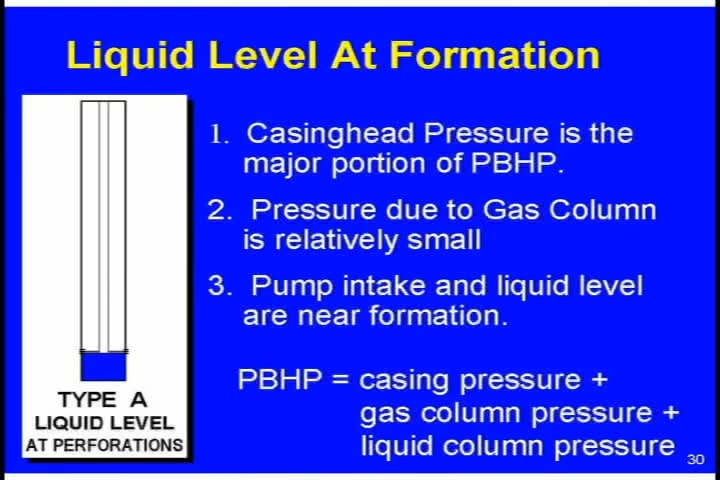 Liquid Level At Formation
1. Casinghead Pressure is the
major portion of PBHP.
2. Pressure due to Gas Column
is relatively small
3. Pump intake and liquid level
are near formation.
PBHP = casing pressure +
gas column pressure +
liquid column pressure
TYPE A
LIQUID LEVEL
AT PERFORATIONS
30